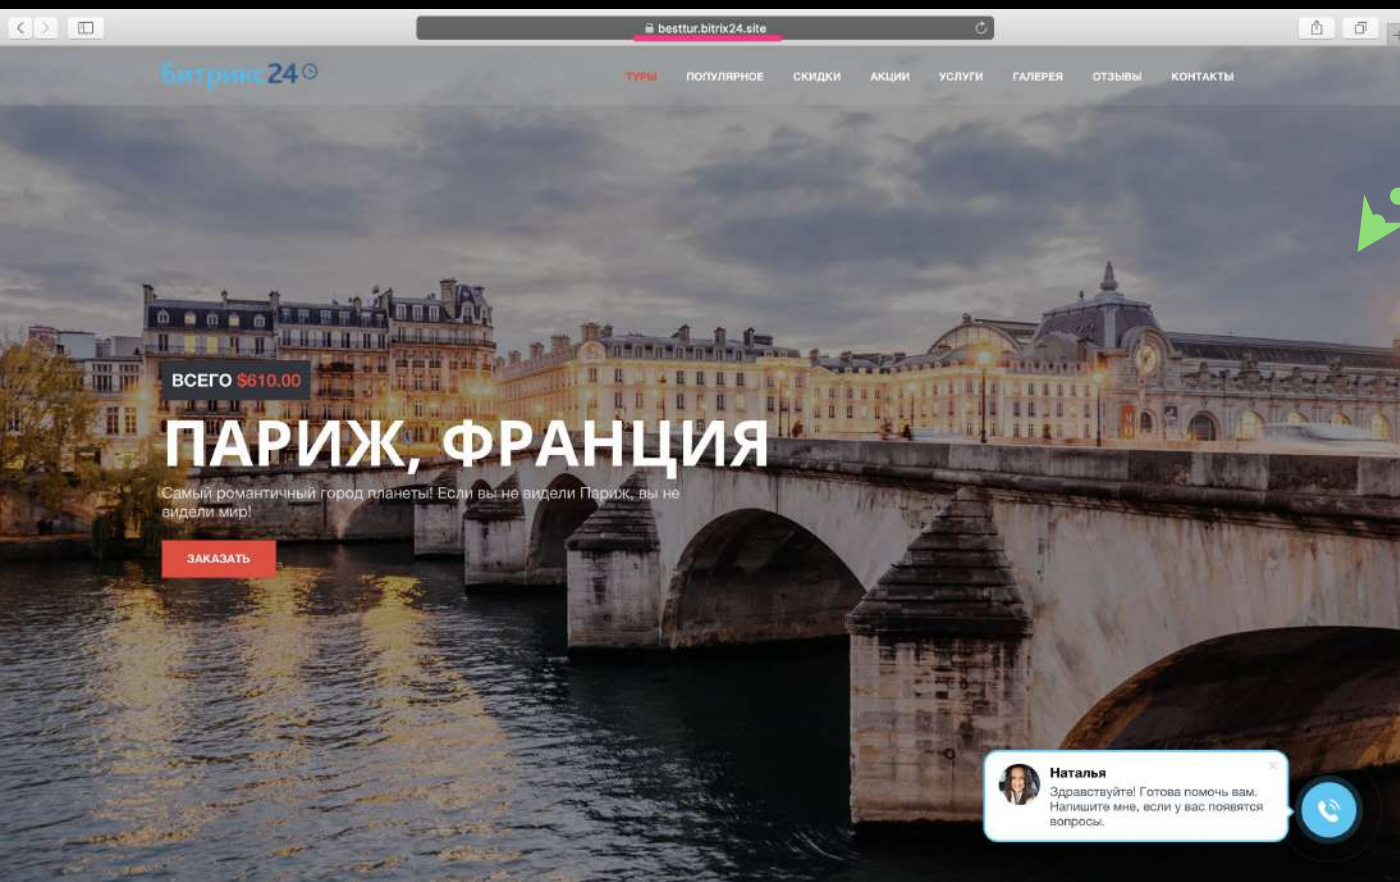 besttur.bitrix24.site
Битрикс24
ТУРЫ ПОПУЛЯРНОЕ СКИДКИ АКЦИИ УСЛУГИ ГАЛЕРЕЯ ОТЗЫВЫ КОНТАКТЫ
ВСЕГО $610.00
ПАРИЖ, ФРАНЦИЯ
Самый романтичный город планеты! Если вы не видели Париж, вы не
видели мир!
ЗАКАЗАТЬ
Наталья
Здравствуйте! Готова помочь вам.
Напишите мне, если у вас появятся
вопросы.